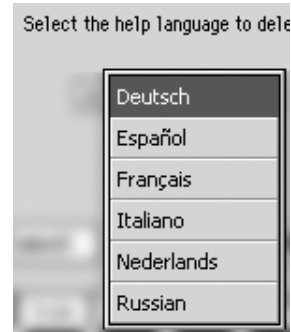 Select the help language to dele
Deutsch
Español
Français
Italiano
Nederlands
Russian